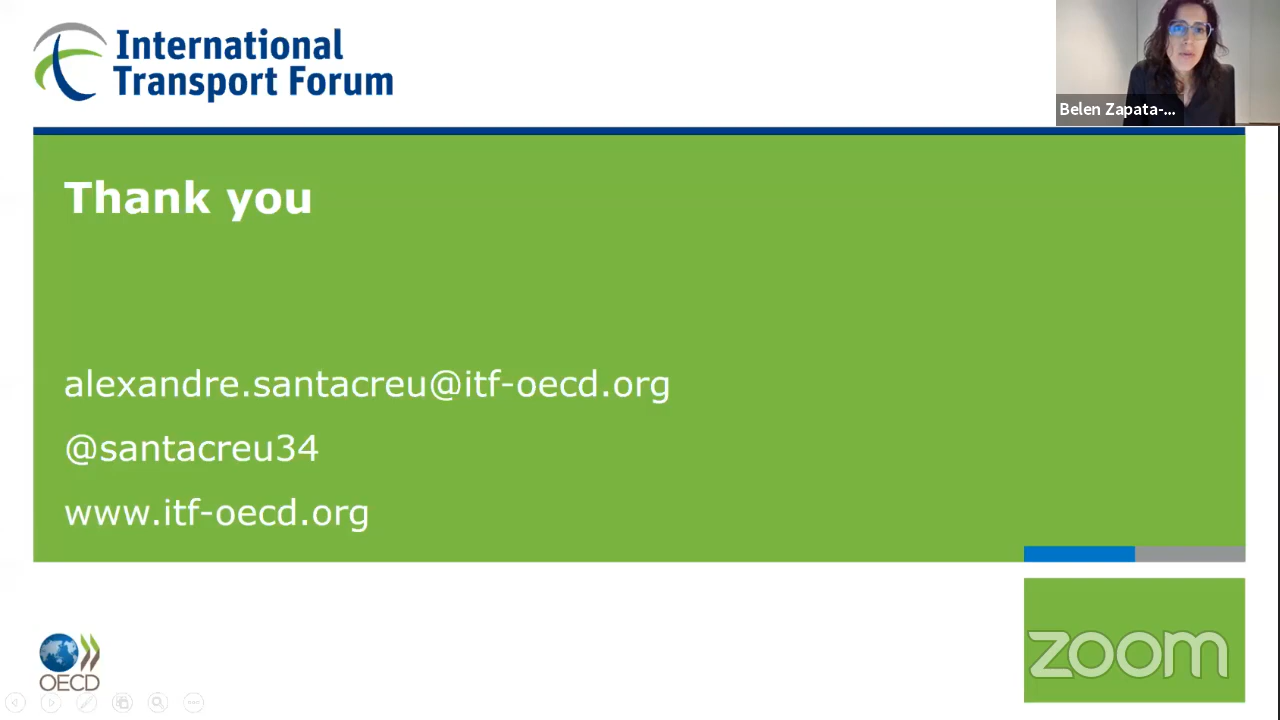 International
Transport Forum
Belen Zapata-...
Thank you
alexandre.santacreu@itf-oecd.org
@santacreu34
www.itf-oecd.org
OECD
zoom